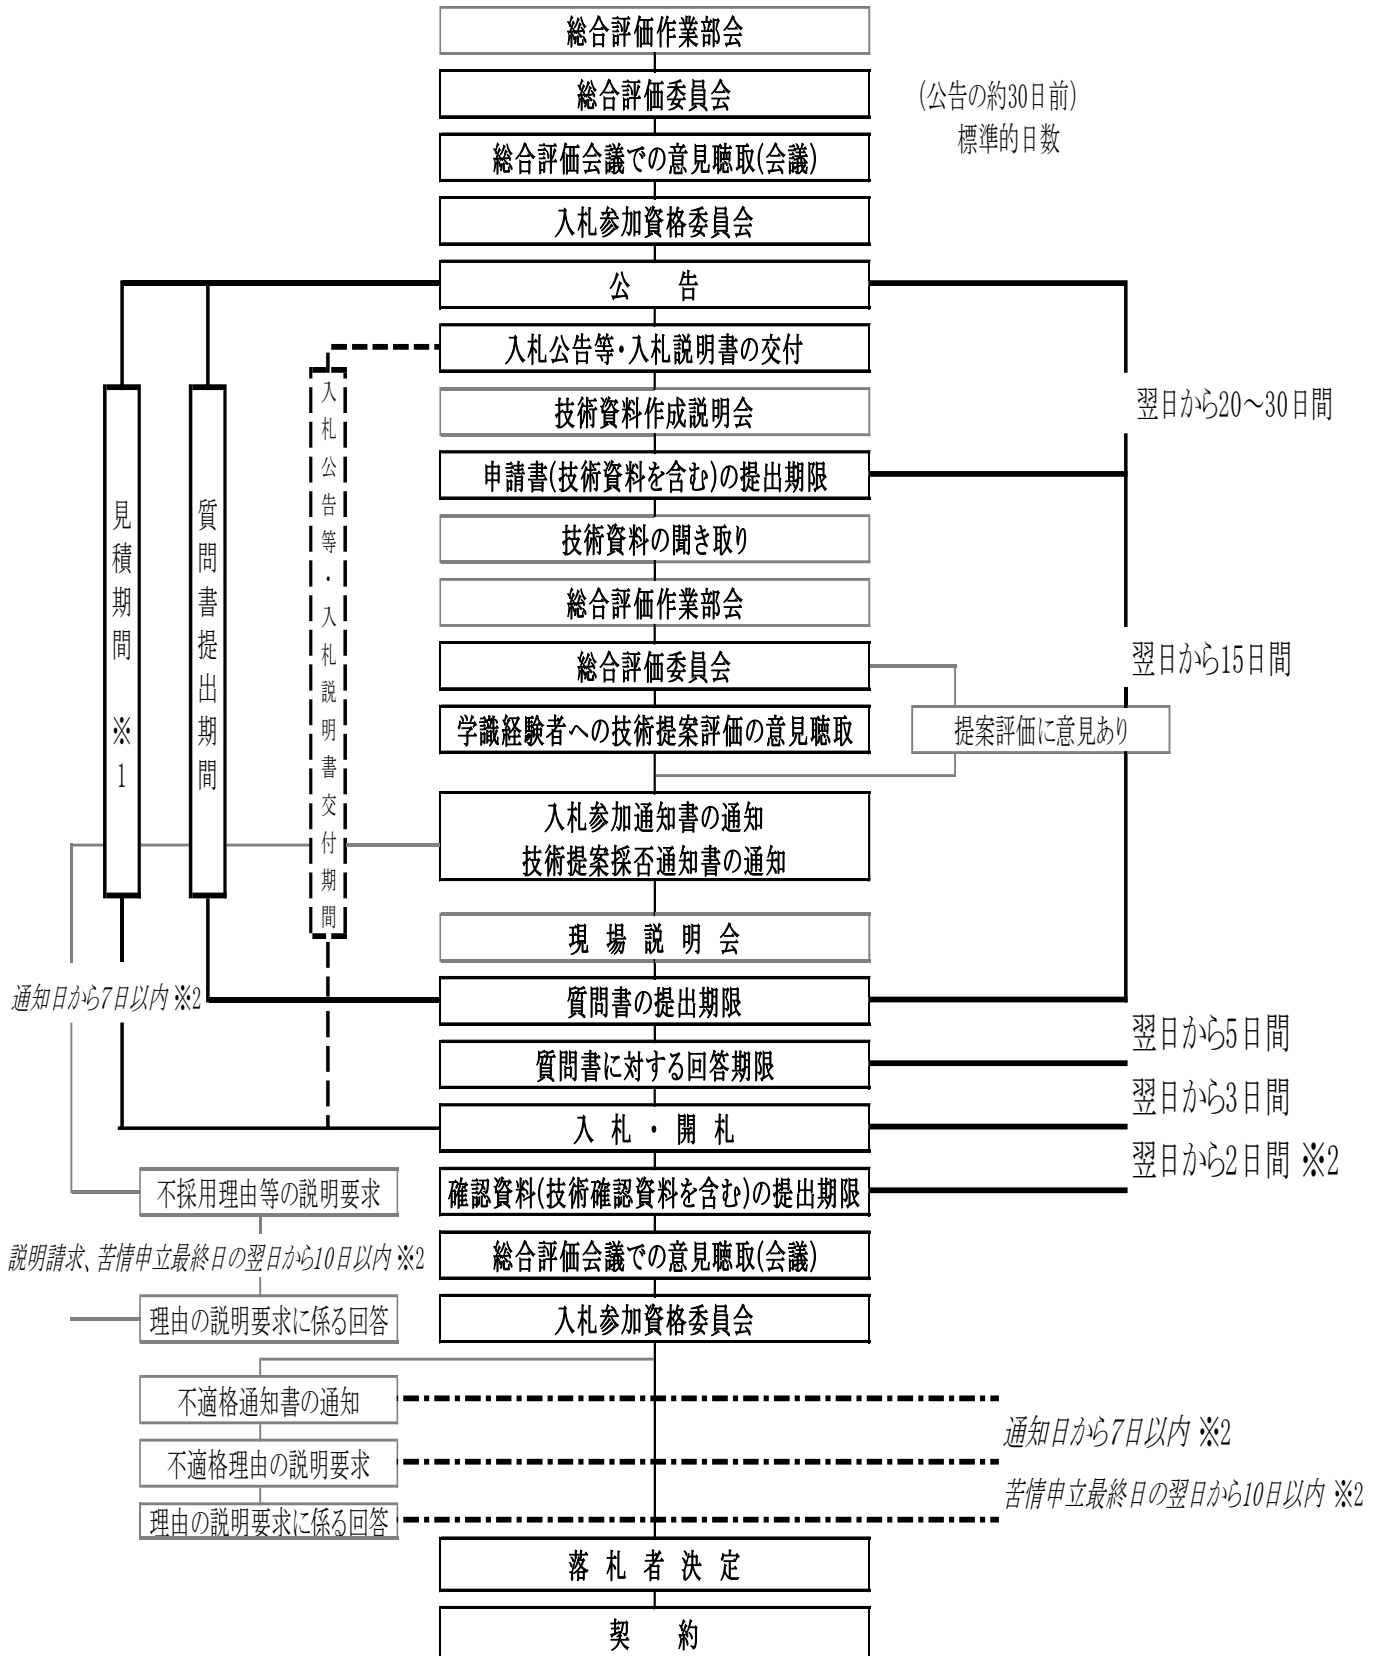 総合評価作業部会
総合評価委員会
(公告の約30日前)
標準的日数
総合評価会議での意見聴取(会議)
入札参加資格委員会
公　告
入札公告等・入札説明書の交付
技術資料作成説明会
翌日から20～30日間
申請書(技術資料を含む)の提出期限
見積期間 ※1
質問書提出期間
入札公告等・入札説明書交付期間
技術資料の聞き取り
総合評価作業部会
総合評価委員会
翌日から15日間
学識経験者への技術提案評価の意見聴取
提案評価に意見あり
入札参加通知書の通知
技術提案採否通知書の通知
現 場 説 明 会
通知日から7日以内 ※2
質問書の提出期限
翌日から5日間
質問書に対する回答期限
翌日から3日間
入 札 ・ 開 札
翌日から2日間 ※2
不採用理由等の説明要求
確認資料(技術確認資料を含む)の提出期限
説明請求、苦情申立最終日の翌日から10日以内 ※2
総合評価会議での意見聴取(会議)
理由の説明要求に係る回答
入札参加資格委員会
不適格通知書の通知
通知日から7日以内 ※2
不適格理由の説明要求
苦情申立最終日の翌日から10日以内 ※2
理由の説明要求に係る回答
落 札 者 決 定
契　約